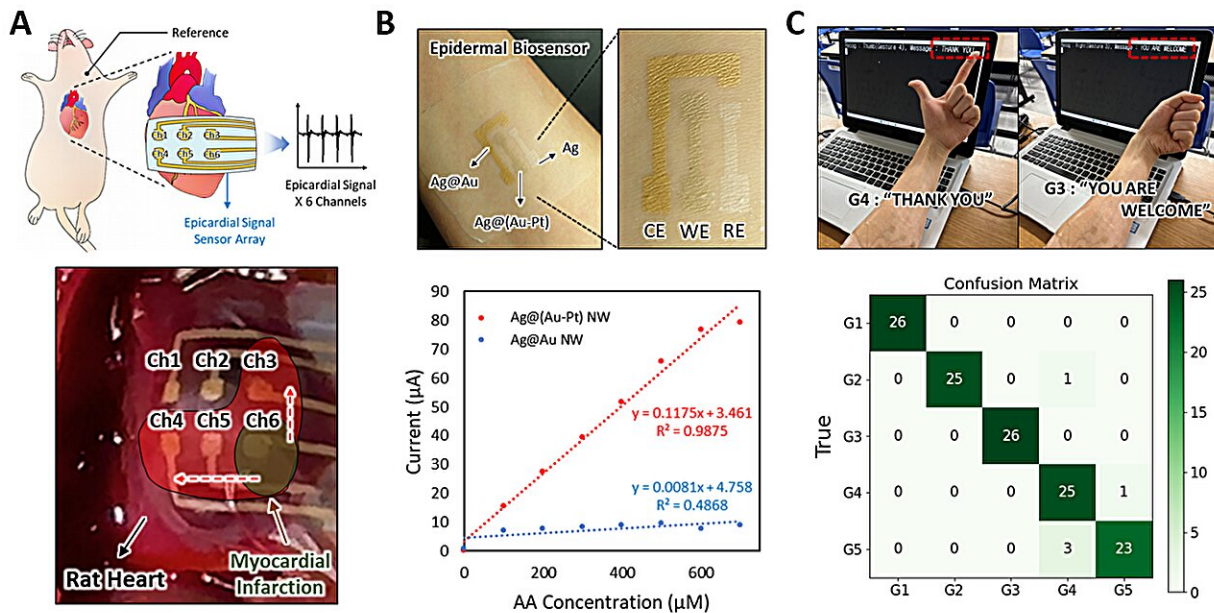 A
Reference
Ch1 Ch2 Ch3
Ch4 Ch5 Ch6
Epicardial Signal
X 6 Channels
Epicardial Signal
Sensor Array
Ch1 Ch2 Ch3
Ch4 Ch5 Ch6
Rat Heart
Myocardial
Infarction
B
Epidermal Biosensor
Ag
Ag@Au
Ag@(Au-Pt)
CE WE RE
90
80
70
60
50
40
30
20
10
0
Current (μA)
Ag@(Au-Pt) NW
Ag@Au NW
y = 0.1175x + 3.461
R² = 0.9875
y = 0.0081x + 4.758
R² = 0.4868
0 200 400 600
AA Concentration (μM)
C
Message : THANK YOU
G4 : "THANK YOU"
Message : YOU ARE WELCOME
G3 : "YOU ARE
WELCOME"
Confusion Matrix
True
G1 26 0 0 0 0
G2 0 25 0 1 0
G3 0 0 26 0 0
G4 0 0 0 25 1
G5 0 0 0 3 23
G1 G2 G3 G4 G5
25
20
15
10
5
0